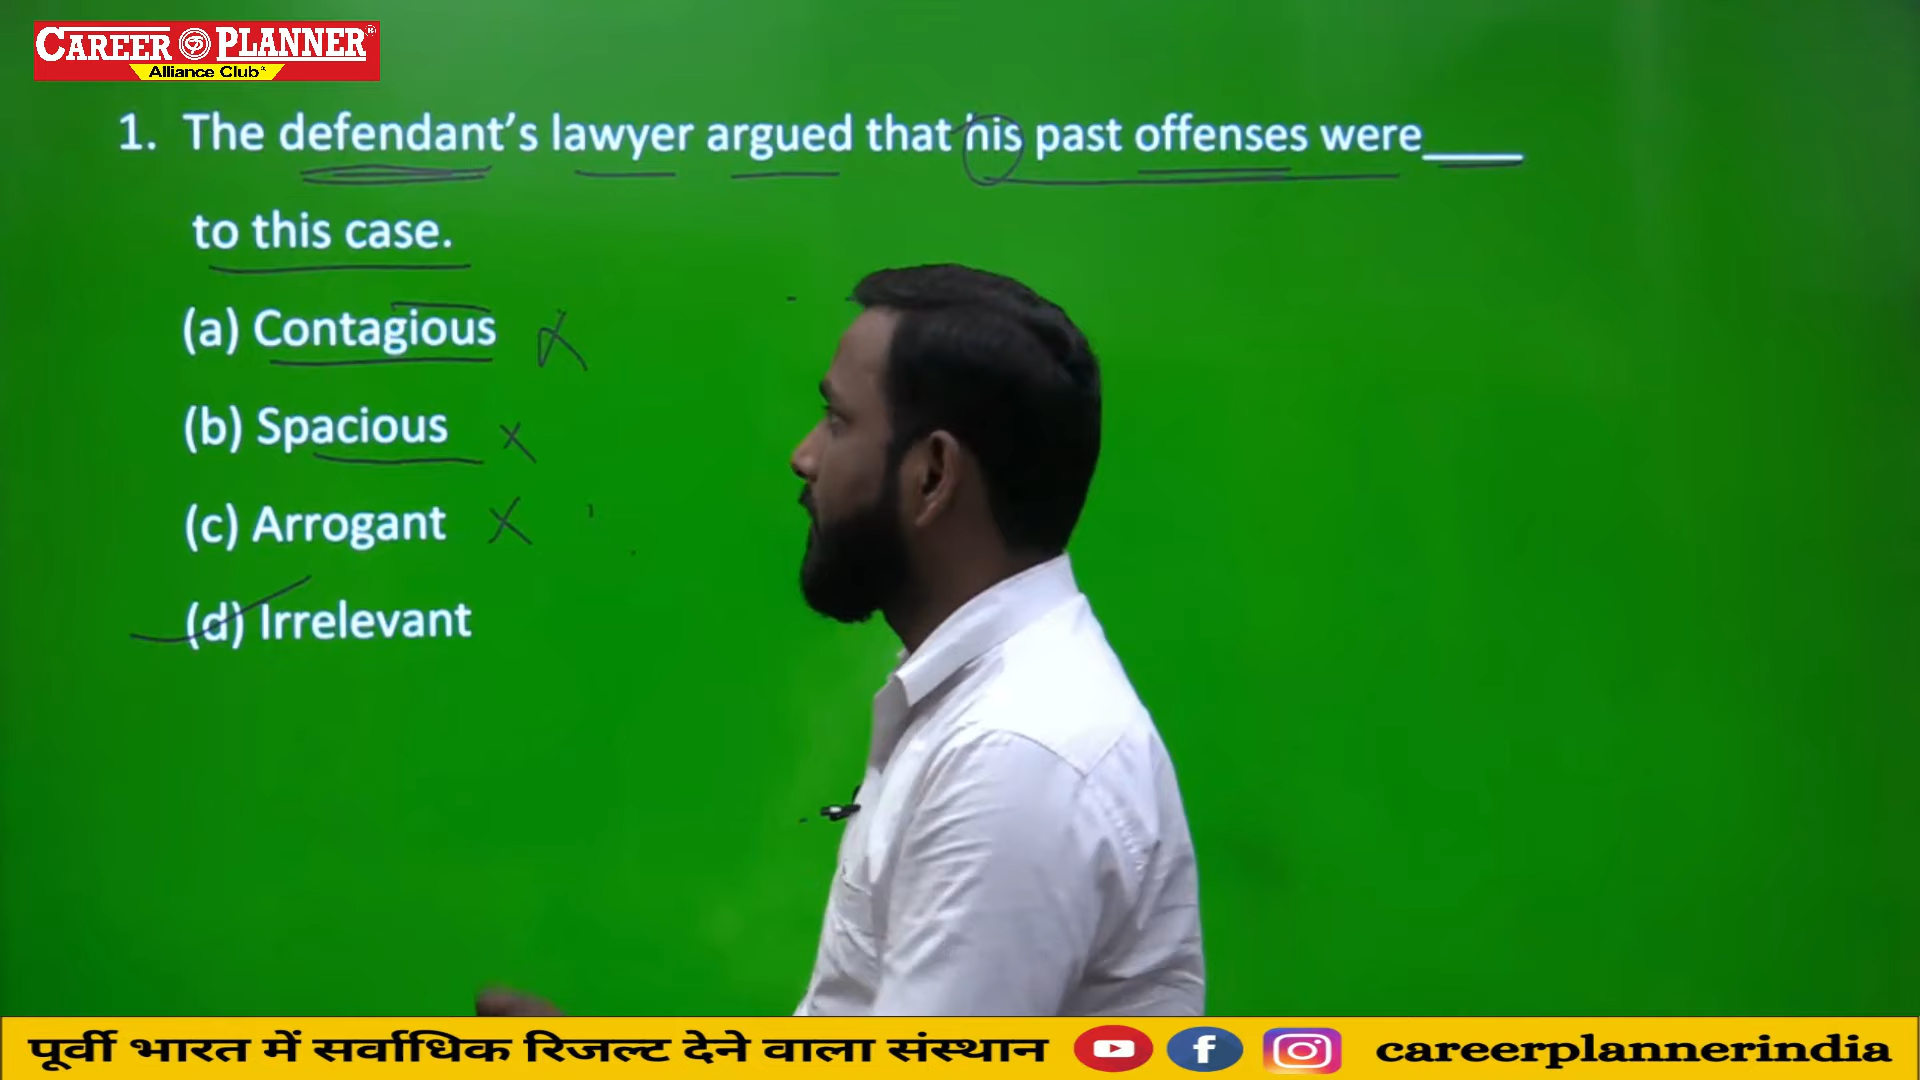 CAREER PLANNER
Alliance Club
1. The defendant’s lawyer argued that his past offenses were____
to this case.
(a) Contagious
(b) Spacious
(c) Arrogant
(d) Irrelevant
पूर्वी भारत में सर्वाधिक रिजल्ट देने वाला संस्थान careerplannerindia